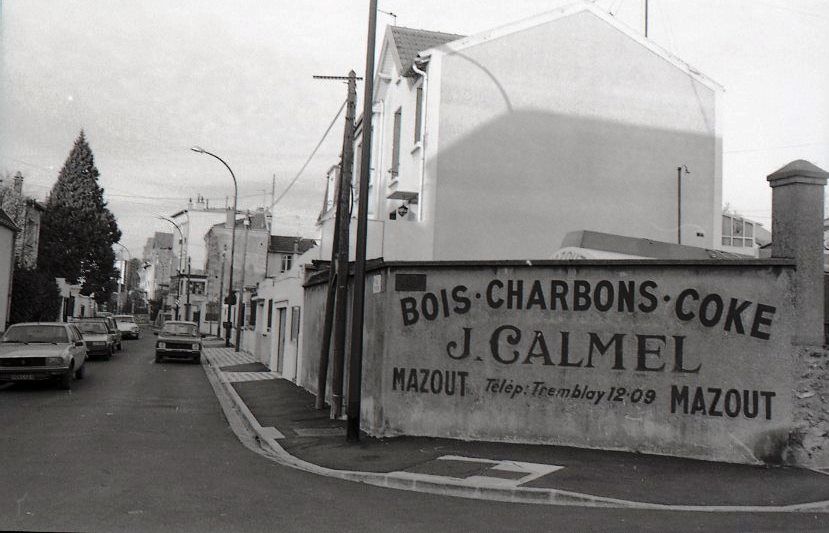 BOIS · CHARBONS · COKE
J. CALMEL
MAZOUT Télép: Tremblay 12·09 MAZOUT